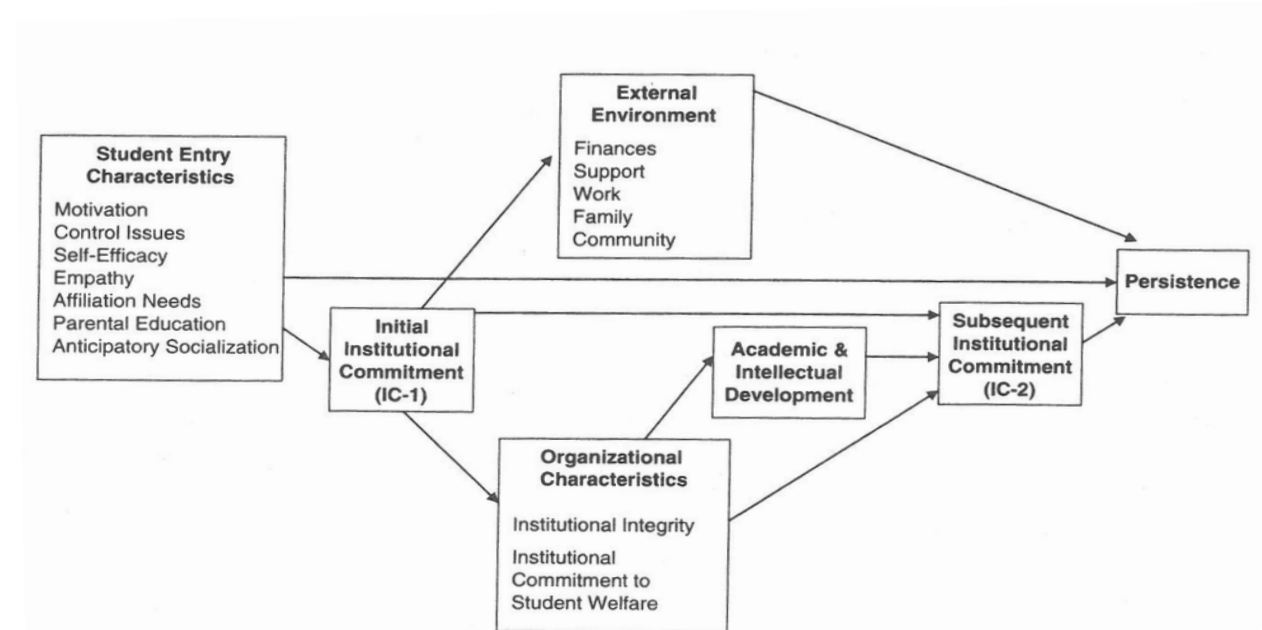 Student Entry
Characteristics
Motivation
Control Issues
Self-Efficacy
Empathy
Affiliation Needs
Parental Education
Anticipatory Socialization
External
Environment
Finances
Support
Work
Family
Community
Initial
Institutional
Commitment
(IC-1)
Organizational
Characteristics
Institutional Integrity
Institutional
Commitment to
Student Welfare
Academic &
Intellectual
Development
Subsequent
Institutional
Commitment
(IC-2)
Persistence